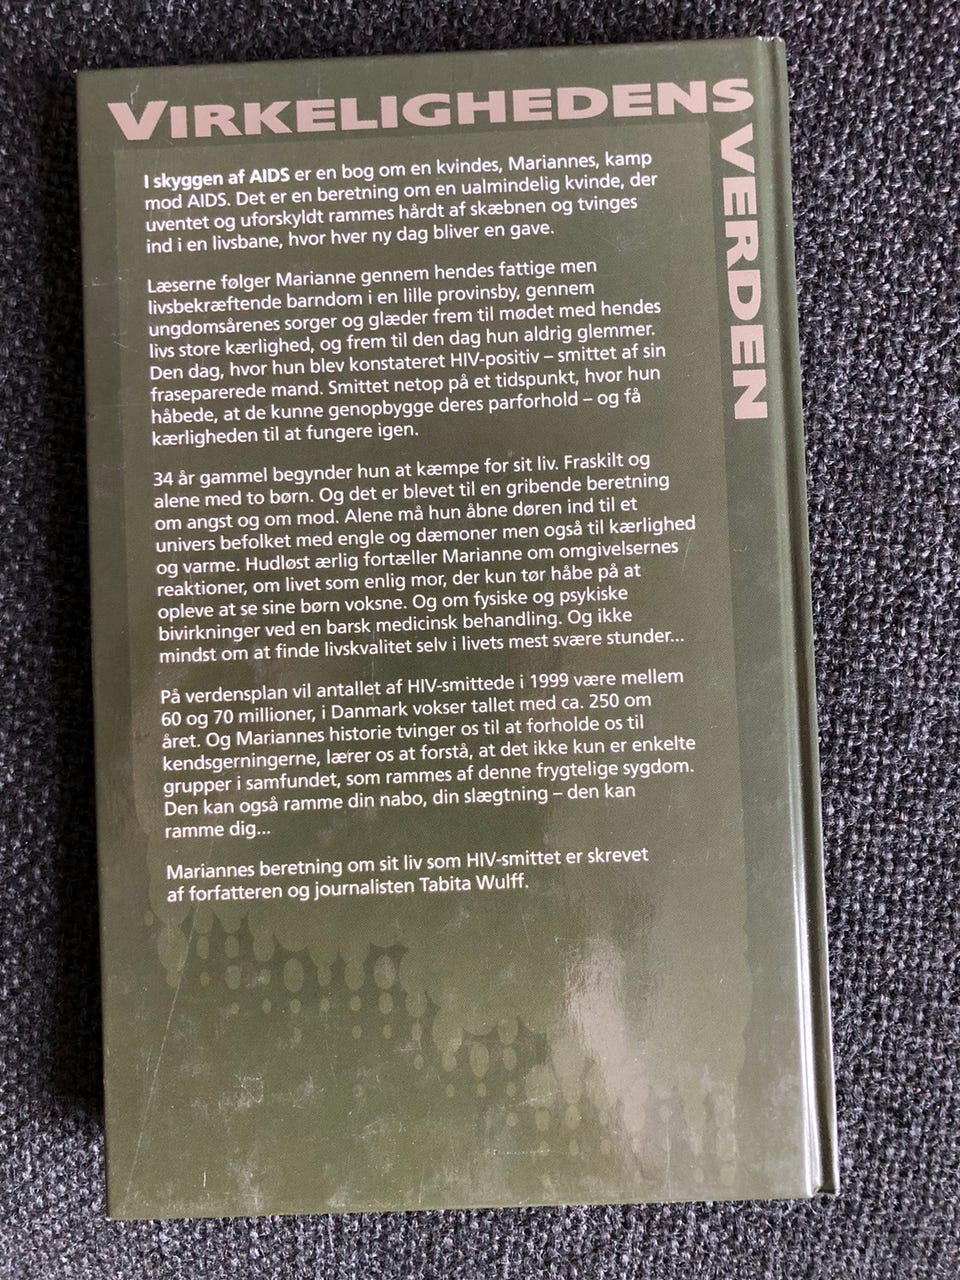 VIRKELIGHEDENS
VERDEN
I skyggen af AIDS er en bog om en kvindes, Mariannes, kamp
mod AIDS. Det er en beretning om en ualmindelig kvinde, der
uventet og uforskyldt rammes hårdt af skæbnen og tvinges
ind i en livsbane, hvor hver ny dag bliver en gave.
Læserne følger Marianne gennem hendes fattige men
livsbekræftende barndom i en lille provinsby, gennem
ungdomsårenes sorger og glæder frem til mødet med hendes
livs store kærlighed, og frem til den dag hun aldrig glemmer.
Den dag, hvor hun blev konstateret HIV-positiv – smittet af sin
fraseparerede mand. Smittet netop på et tidspunkt, hvor hun
håbede, at de kunne genopbygge deres parforhold – og få
kærligheden til at fungere igen.
34 år gammel begynder hun at kæmpe for sit liv. Fraskilt og
alene med to børn. Og det er blevet til en gribende beretning
om angst og om mod. Alene må hun åbne døren ind til et
univers befolket med engle og dæmoner men også til kærlighed
og varme. Hudløst ærlig fortæller Marianne om omgivelsernes
reaktioner, om livet som enlig mor, der kun tør håbe på at
opleve at se sine børn voksne. Og om fysiske og psykiske
bivirkninger ved en barsk medicinsk behandling. Og ikke
mindst om at finde livskvalitet selv i livets mest svære stunder...
På verdensplan vil antallet af HIV-smittede i 1999 være mellem
60 og 70 millioner, i Danmark vokser tallet med ca. 250 om
året. Og Mariannes historie tvinger os til at forholde os til
kendsgerningerne, lærer os at forstå, at det ikke kun er enkelte
grupper i samfundet, som rammes af denne frygtelige sygdom.
Den kan også ramme din nabo, din slægtning – den kan
ramme dig...
Mariannes beretning om sit liv som HIV-smittet er skrevet
af forfatteren og journalisten Tabita Wulff.